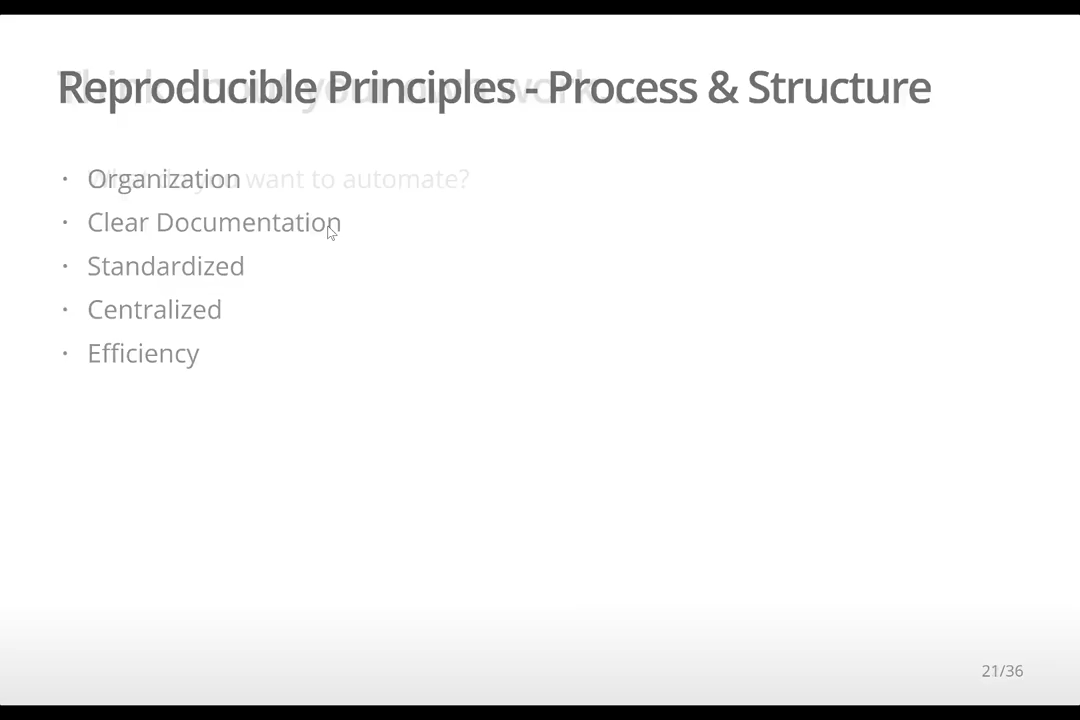 Reproducible Principles - Process & Structure
· Organization
want to automate?
· Clear Documentation
· Standardized
· Centralized
· Efficiency
21/36